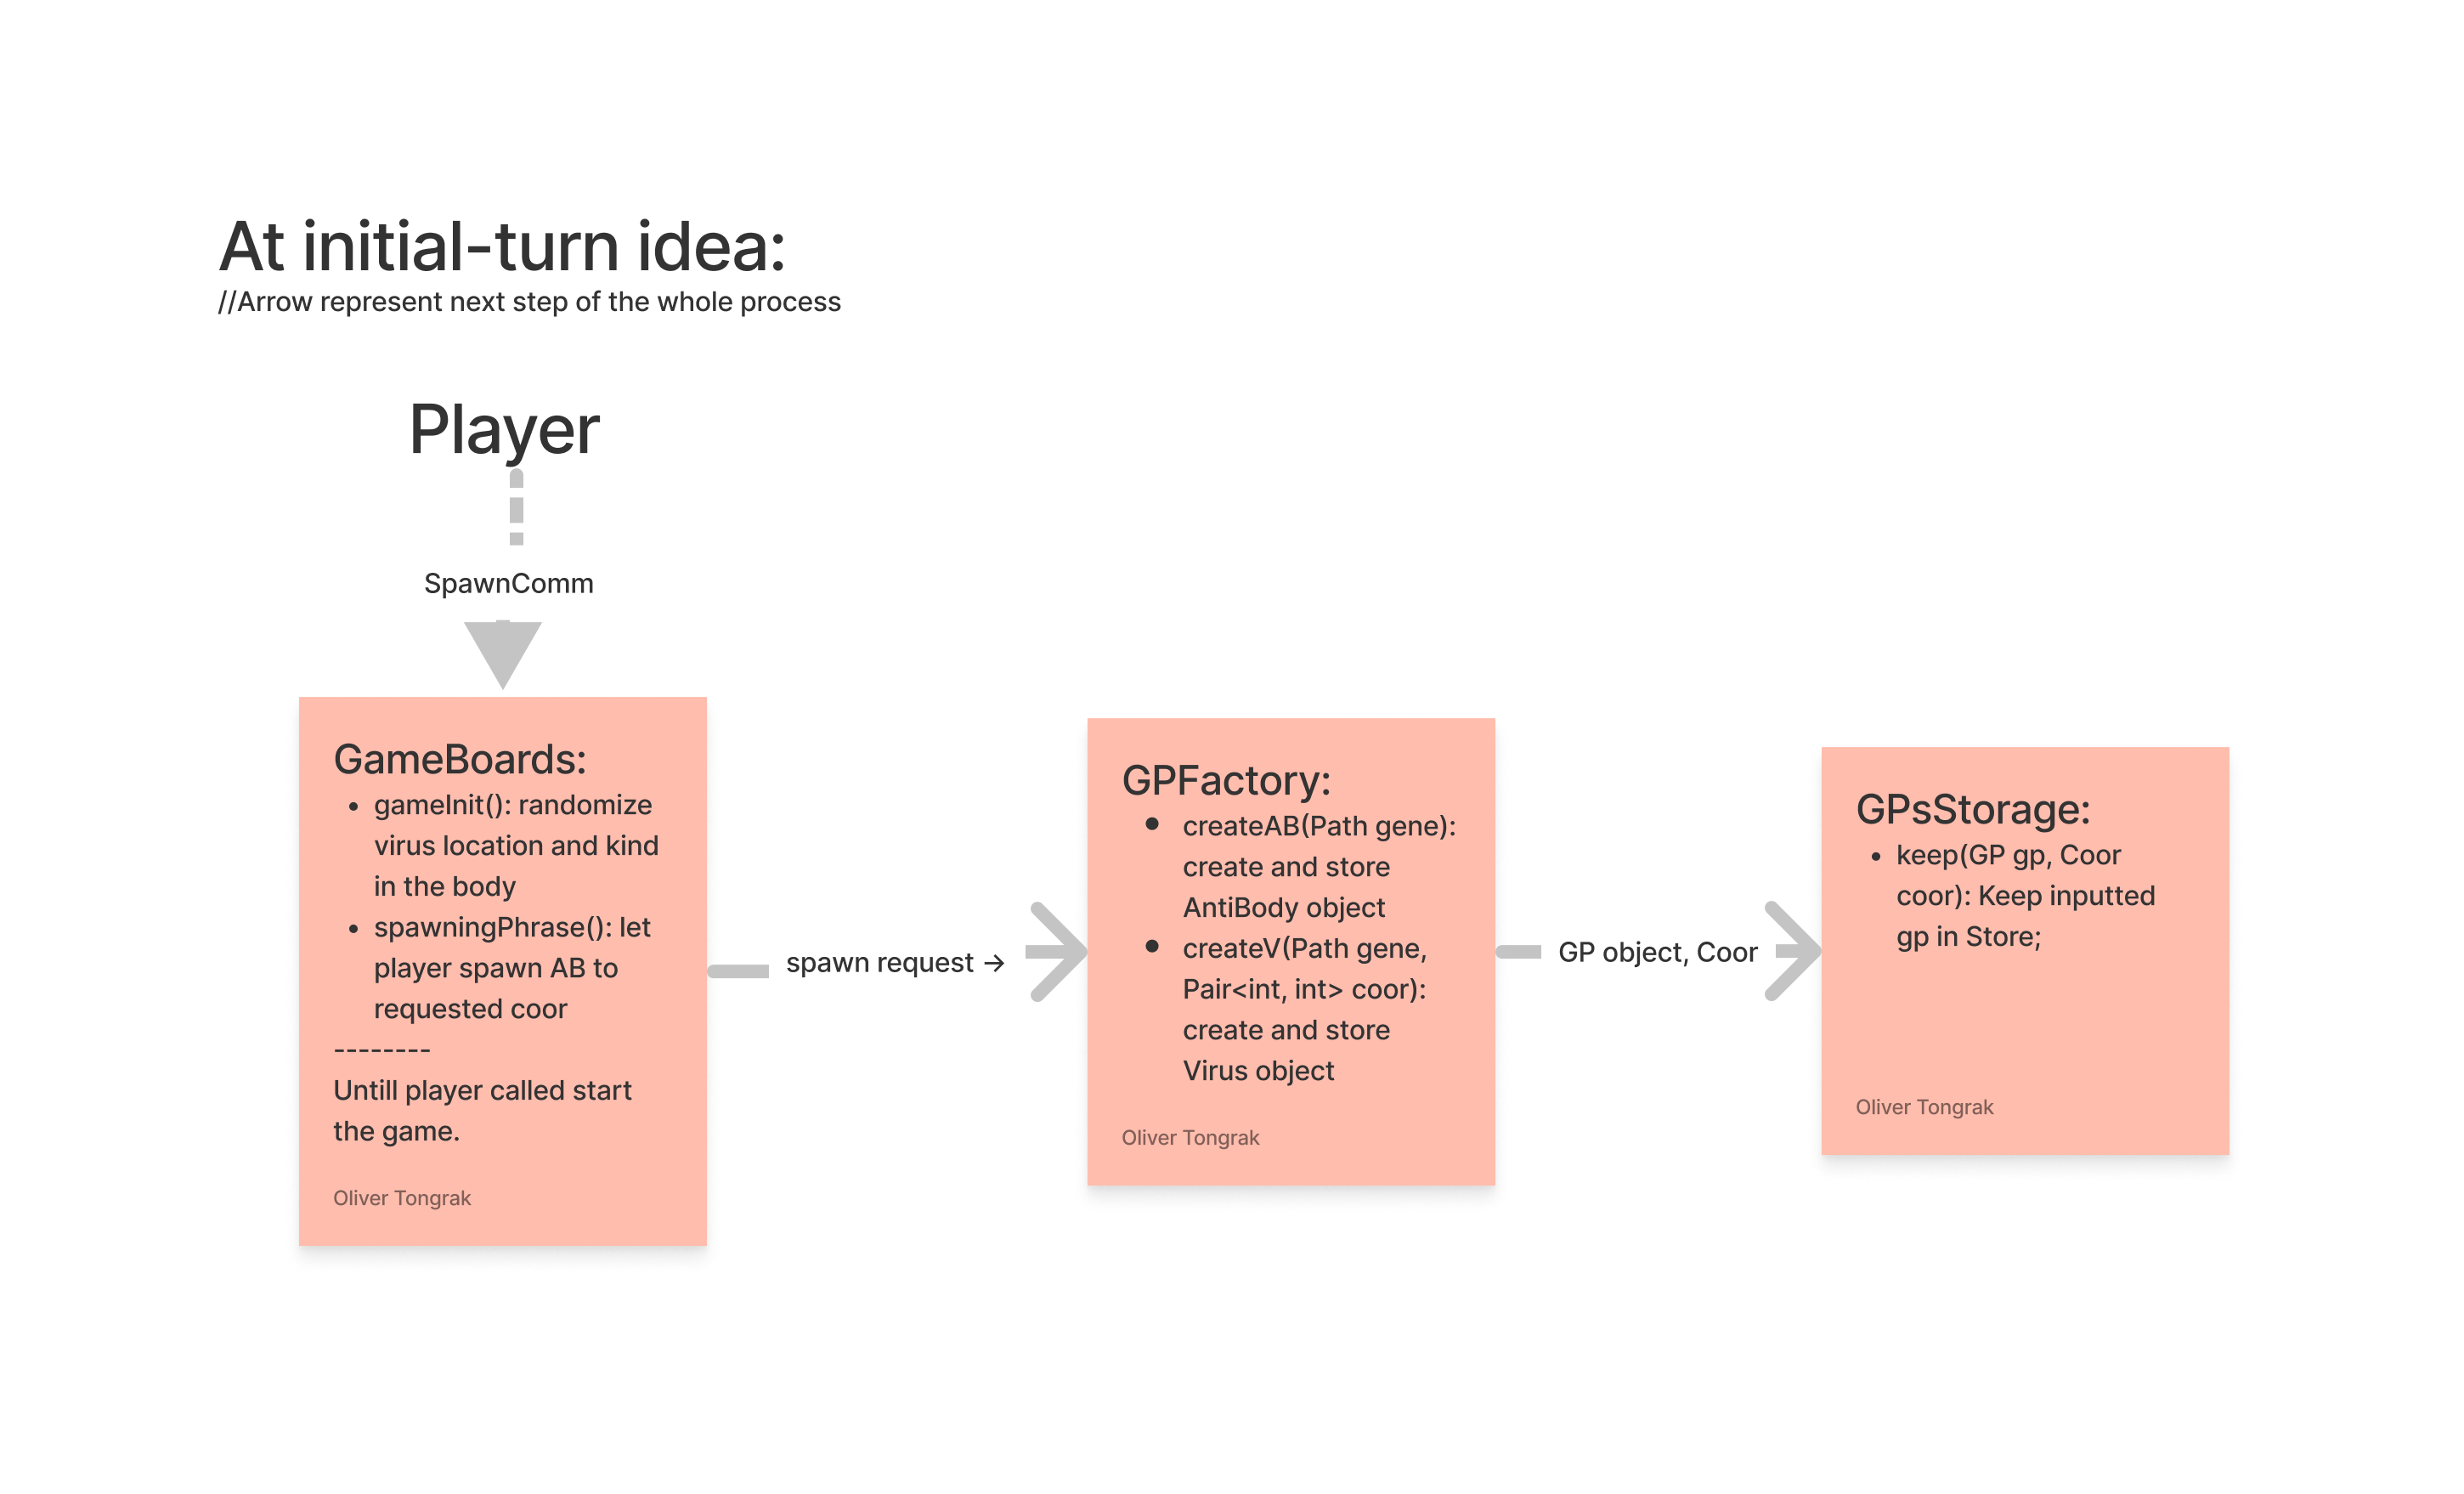 At initial-turn idea:
//Arrow represent next step of the whole process
Player
SpawnComm
GameBoards:
• gameInit(): randomize
virus location and kind
in the body
• spawningPhrase(): let
player spawn AB to
requested coor
--------
Untill player called start
the game.
Oliver Tongrak
spawn request →
GPFactory:
• createAB(Path gene):
create and store
AntiBody object
• createV(Path gene,
Pair<int, int> coor):
create and store
Virus object
Oliver Tongrak
GP object, Coor
GPsStorage:
• keep(GP gp, Coor
coor): Keep inputted
gp in Store;
Oliver Tongrak